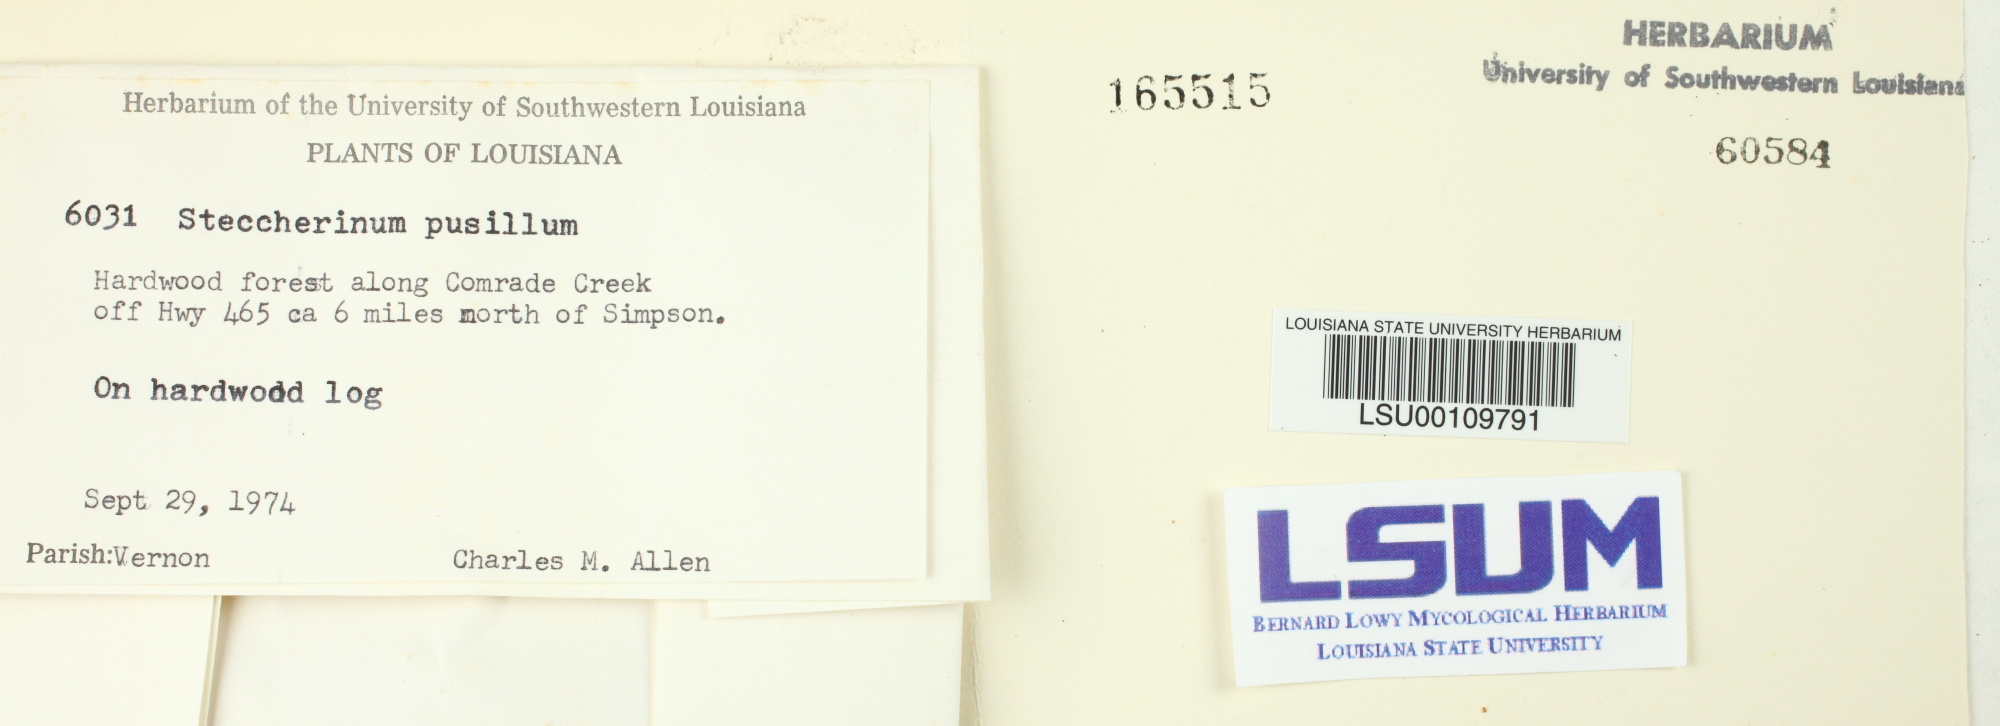 Herbarium of the University of Southwestern Louisiana
PLANTS OF LOUISIANA
6031 Steccherinum pusillum
Hardwood forest along Comrade Creek
off Hwy 465 ca 6 miles north of Simpson.
On hardwodd log
Sept 29, 1974
Parish:Vernon Charles M. Allen
165515
HERBARIUM
University of Southwestern Louisiana
60584
LOUISIANA STATE UNIVERSITY HERBARIUM
LSU00109791
LSUM
BERNARD LOWY MYCOLOGICAL HERBARIUM
LOUISIANA STATE UNIVERSITY